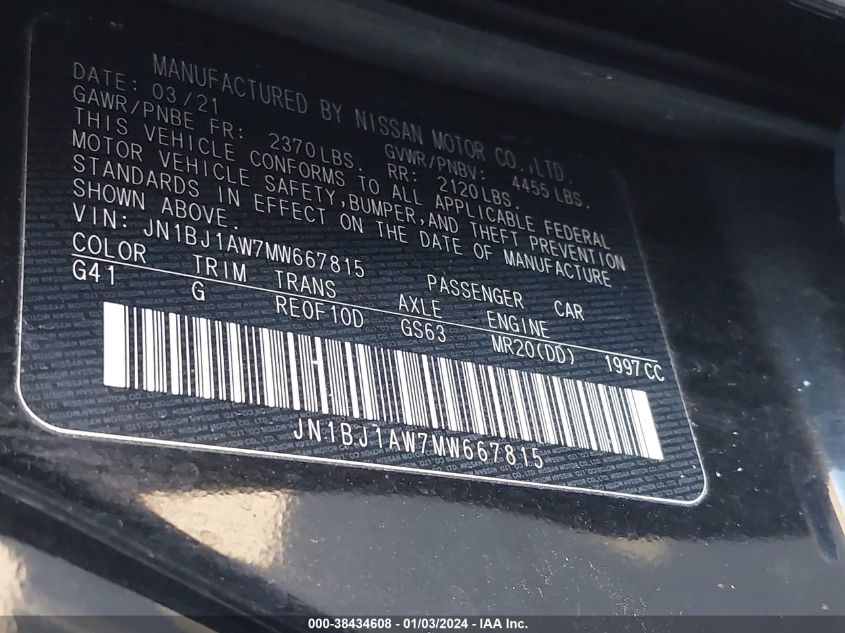 MANUFACTURED BY NISSAN MOTOR CO.,LTD.
DATE: 03/21
GVWR/PNBV: 4455 LBS.
GAWR/PNBE FR: 2370LBS. RR: 2120LBS.
THIS VEHICLE CONFORMS TO ALL APPLICABLE FEDERAL
MOTOR VEHICLE SAFETY,BUMPER,AND THEFT PREVENTION
STANDARDS IN EFFECT ON THE DATE OF MANUFACTURE
SHOWN ABOVE.
VIN: JN1BJ1AW7MW667815
PASSENGER CAR
COLOR TRIM TRANS AXLE ENGINE
G41 G RE0F10D GS63 MR20(DD) 1997CC
JN1BJ1AW7MW667815
000-38434608 - 01/03/2024 - IAA Inc.